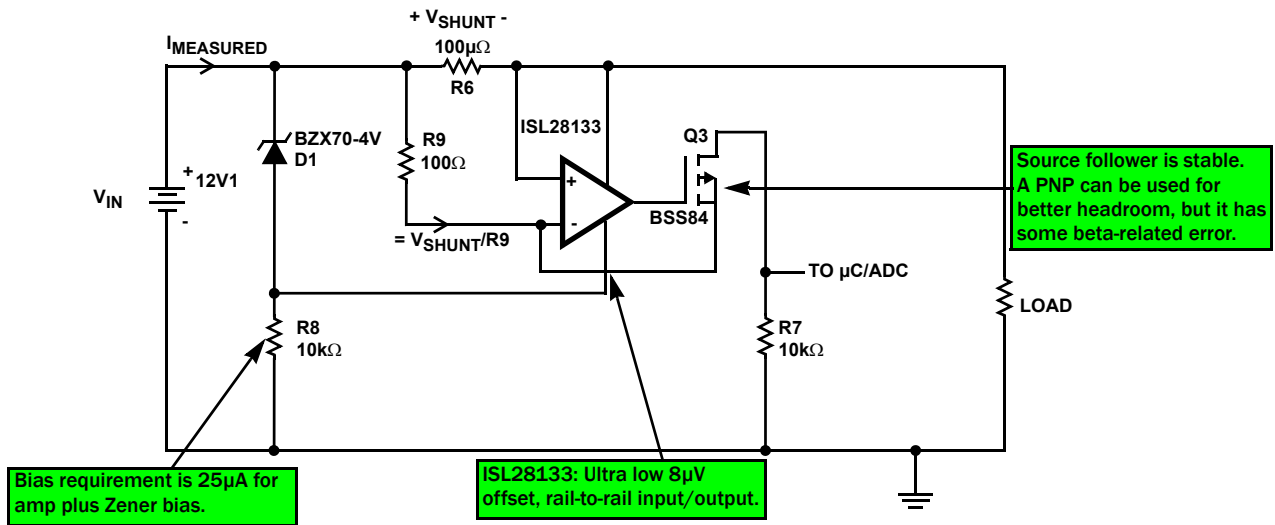 + VSHUNT -
IMEASURED
100µΩ
R6
ISL28133
Q3
BZX70-4V
D1
R9
100Ω
Source follower is stable.
A PNP can be used for
better headroom, but it has
some beta-related error.
+
12V1
VIN
-
+
-
BSS84
= VSHUNT/R9
TO µC/ADC
LOAD
R8
10kΩ
R7
10kΩ
Bias requirement is 25µA for
amp plus Zener bias.
ISL28133: Ultra low 8µV
offset, rail-to-rail input/output.